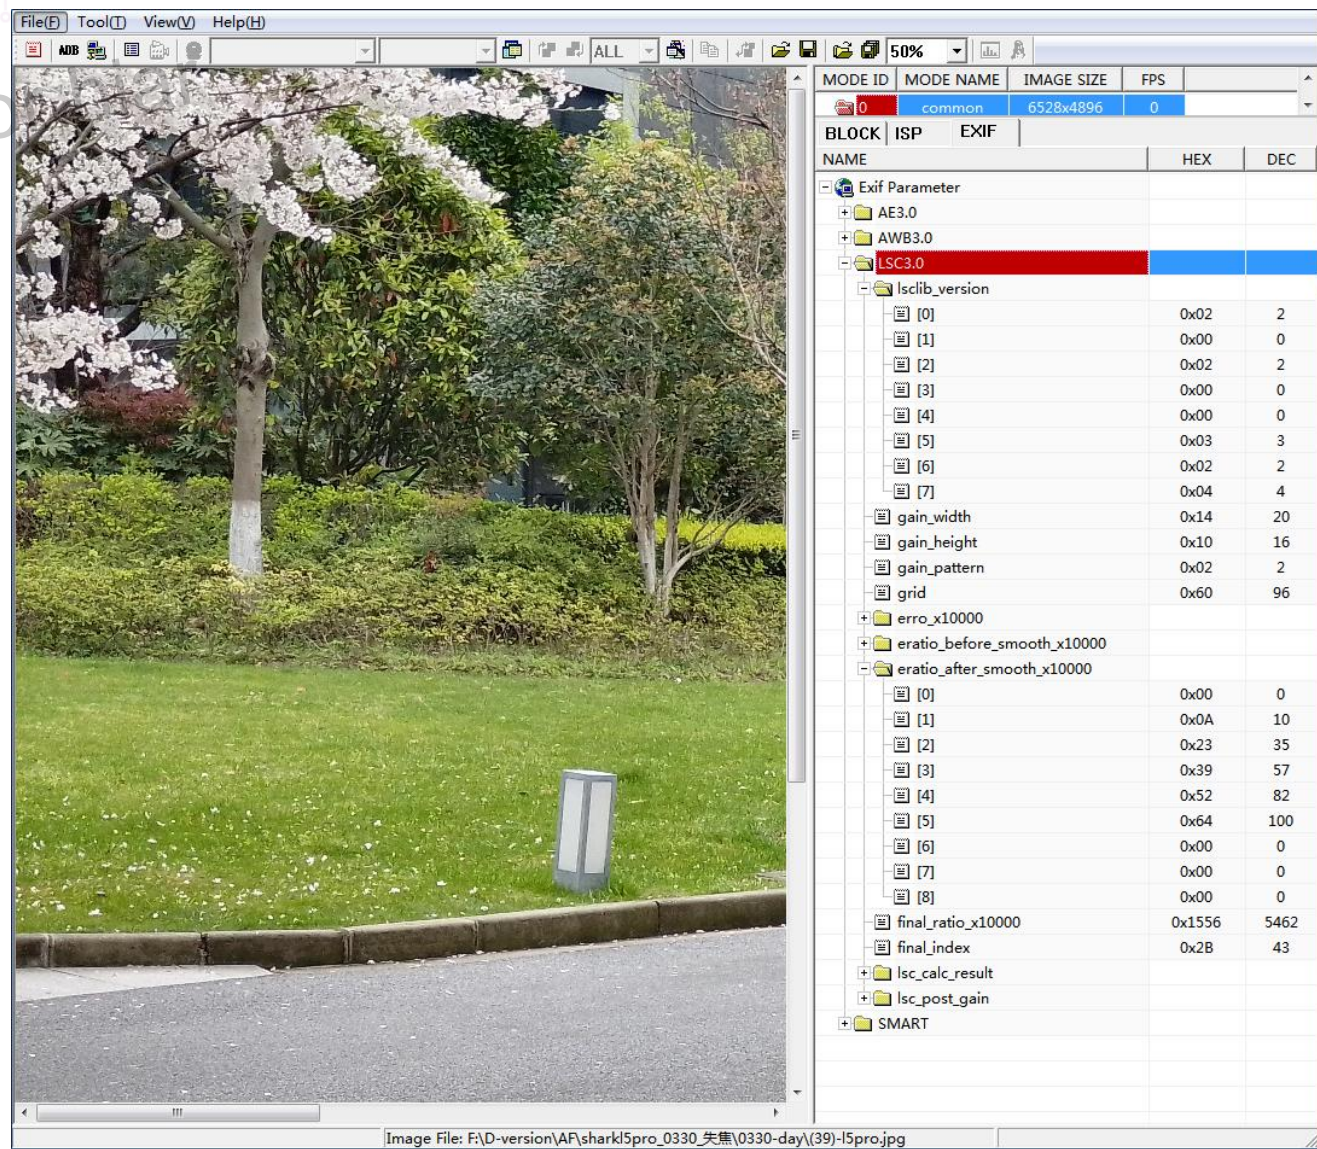 File(F) Tool(T) View(V) Help(H)
ADB ALL 50%
MODE ID MODE NAME IMAGE SIZE FPS
0 common 6528x4896 0
BLOCK ISP EXIF
NAME HEX DEC
Exif Parameter
AE3.0
AWB3.0
LSC3.0
lsclib_version
[0] 0x02 2
[1] 0x00 0
[2] 0x02 2
[3] 0x00 0
[4] 0x00 0
[5] 0x03 3
[6] 0x02 2
[7] 0x04 4
gain_width 0x14 20
gain_height 0x10 16
gain_pattern 0x02 2
grid 0x60 96
erro_x10000
eratio_before_smooth_x10000
eratio_after_smooth_x10000
[0] 0x00 0
[1] 0x0A 10
[2] 0x23 35
[3] 0x39 57
[4] 0x52 82
[5] 0x64 100
[6] 0x00 0
[7] 0x00 0
[8] 0x00 0
final_ratio_x10000 0x1556 5462
final_index 0x2B 43
lsc_calc_result
lsc_post_gain
SMART
Image File: F:\D-version\AF\sharkl5pro_0330_失焦\0330-day\(39)-l5pro.jpg